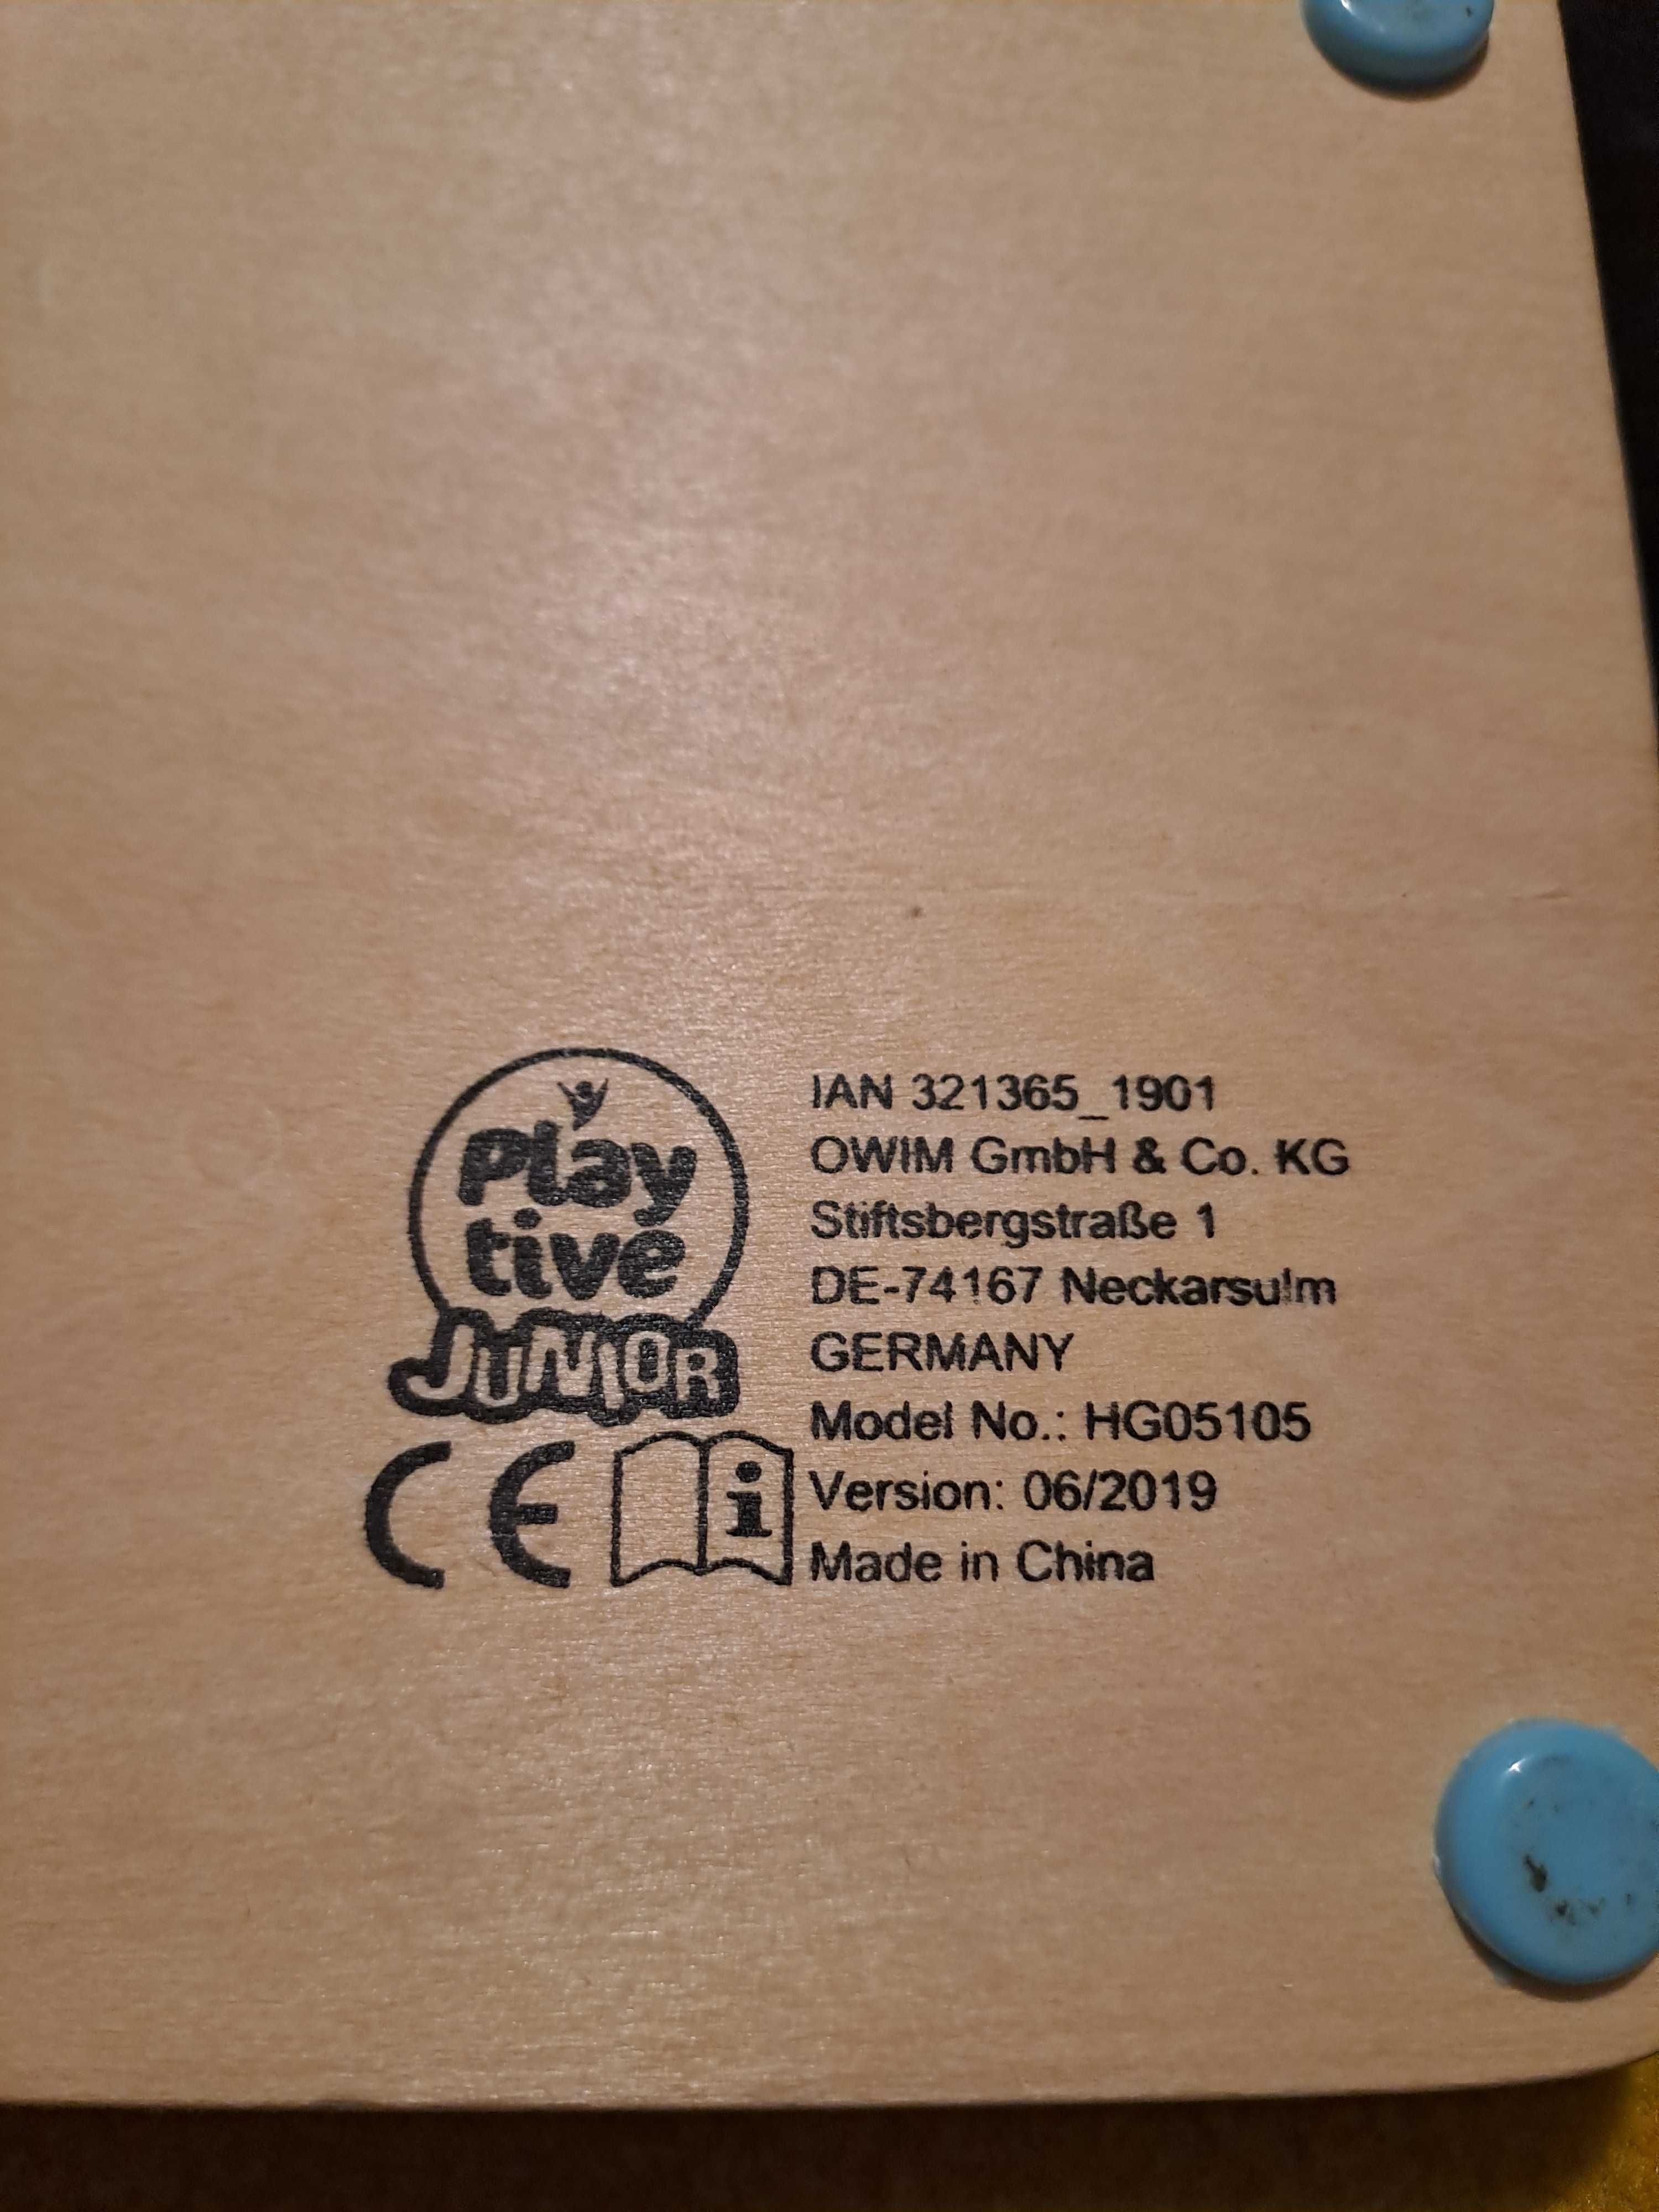 Play
tive
JUNIOR
CE
i
IAN 321365_1901
OWIM GmbH & Co. KG
Stiftsbergstraße 1
DE-74167 Neckarsulm
GERMANY
Model No.: HG05105
Version: 06/2019
Made in China